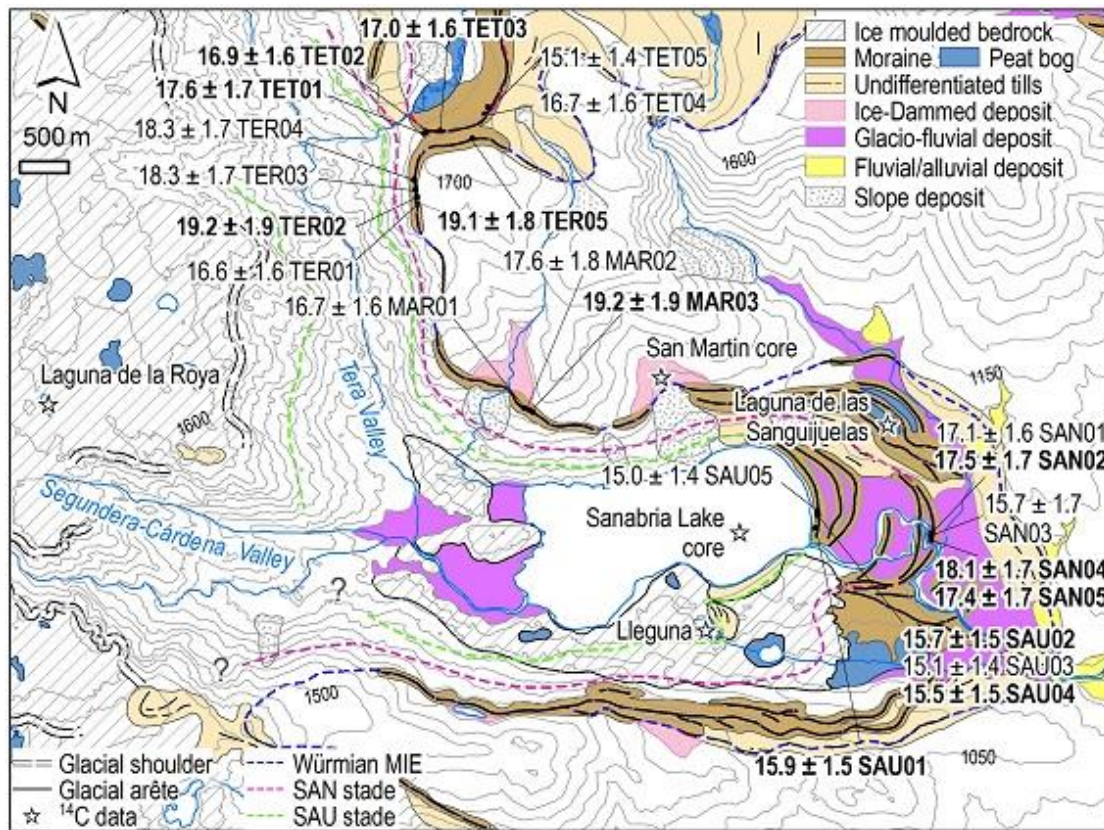 17.0 ± 1.6 TET03
16.9 ± 1.6 TET02
15.1 ± 1.4 TET05
17.6 ± 1.7 TET01
16.7 ± 1.6 TET04
18.3 ± 1.7 TER04
18.3 ± 1.7 TER03
19.2 ± 1.9 TER02
19.1 ± 1.8 TER05
16.6 ± 1.6 TER01
17.6 ± 1.8 MAR02
16.7 ± 1.6 MAR01
19.2 ± 1.9 MAR03
N
500 m
1700
1600
Ice moulded bedrock
Moraine
Peat bog
Undifferentiated tills
Ice-Dammed deposit
Glacio-fluvial deposit
Fluvial/alluvial deposit
Slope deposit
San Martin core
Laguna de la Roya
1600
Tera Valley
Segundera-Cárdena Valley
Laguna de las
Sanguijuelas
1150
17.1 ± 1.6 SAN01
17.5 ± 1.7 SAN02
15.0 ± 1.4 SAU05
15.7 ± 1.7
SAN03
Sanabria Lake
core
18.1 ± 1.7 SAN04
17.4 ± 1.7 SAN05
?
?
Lleguna
15.7 ± 1.5 SAU02
15.1 ± 1.4 SAU03
15.5 ± 1.5 SAU04
1500
1050
15.9 ± 1.5 SAU01
Glacial shoulder
Glacial arête
14C data
Würmian MIE
SAN stade
SAU stade